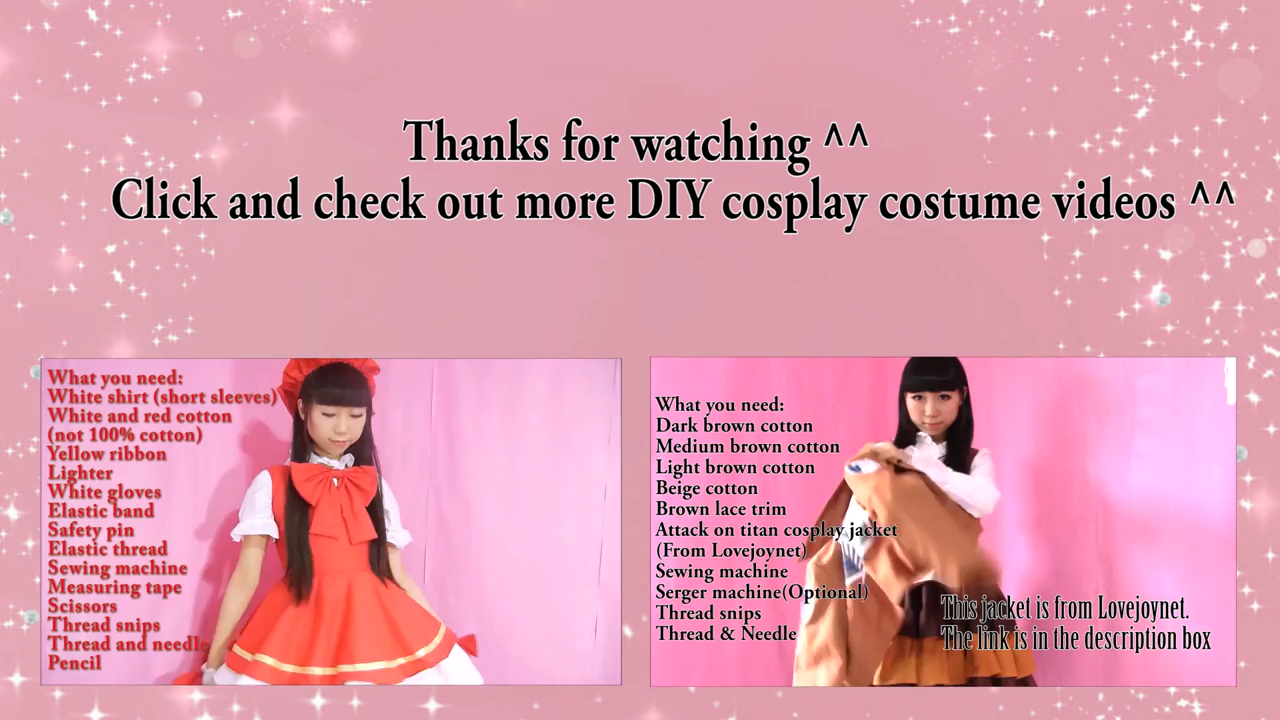 Thanks for watching ^^
Click and check out more DIY cosplay costume videos ^^
What you need:
White shirt (short sleeves)
White and red cotton
(not 100% cotton)
Yellow ribbon
Lighter
White gloves
Elastic band
Safety pin
Elastic thread
Sewing machine
Measuring tape
Scissors
Thread snips
Thread and needle
Pencil
What you need:
Dark brown cotton
Medium brown cotton
Light brown cotton
Beige cotton
Brown lace trim
Attack on titan cosplay jacket
(From Lovejoynet)
Sewing machine
Serger machine(Optional)
Thread snips
Thread & Needle
This jacket is from Lovejoynet.
The link is in the description box